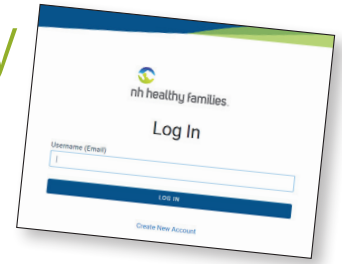 nh healthy families.
Log In
Username (Email)
LOG IN
Create New Account